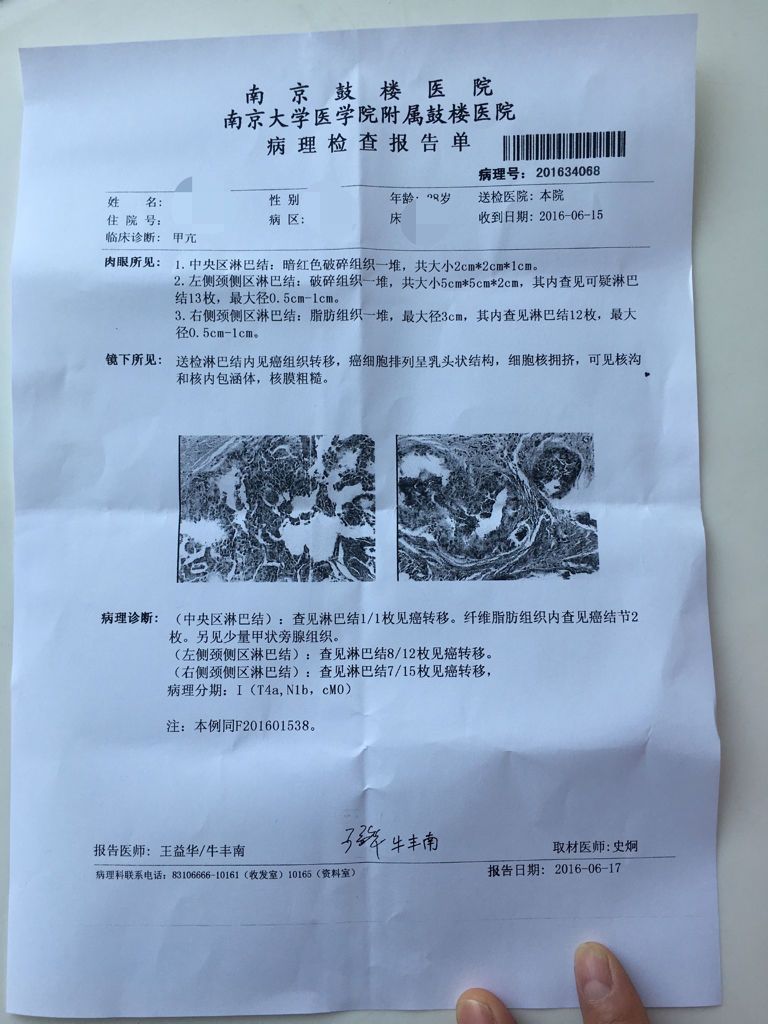 南京鼓楼医院
南京大学医学院附属鼓楼医院
病理检查报告单
病理号: 201634068
姓 名: 性别 年龄: 28岁 送检医院: 本院
住院号: 病区: 床 收到日期: 2016-06-15
临床诊断: 甲亢
肉眼所见: 1.中央区淋巴结: 暗红色破碎组织一堆, 共大小2cm*2cm*1cm。
2.左侧颈侧区淋巴结: 破碎组织一堆, 共大小5cm*5cm*2cm, 其内查见可疑淋巴
结13枚, 最大径0.5cm-1cm。
3.右侧颈侧区淋巴结: 脂肪组织一堆, 最大径3cm, 其内查见淋巴结12枚, 最大
径0.5cm-1cm。
镜下所见: 送检淋巴结内见癌组织转移, 癌细胞排列呈乳头状结构, 细胞核拥挤, 可见核沟
和核内包涵体, 核膜粗糙。
病理诊断: (中央区淋巴结): 查见淋巴结1/1枚见癌转移。纤维脂肪组织内查见癌结节2
枚。另见少量甲状旁腺组织。
(左侧颈侧区淋巴结): 查见淋巴结8/12枚见癌转移。
(右侧颈侧区淋巴结): 查见淋巴结7/15枚见癌转移,
病理分期: I (T4a,N1b, cM0)
注: 本例同F201601538。
牛丰南
报告医师: 王益华/牛丰南 取材医师: 史炯
病理科联系电话: 83106666-10161 (收发室) 10165 (资料室) 报告日期: 2016-06-17